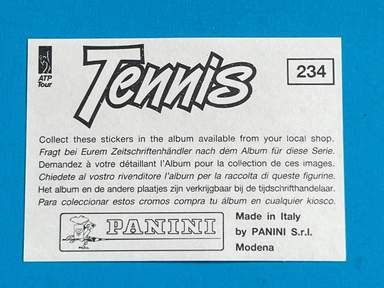 ATP
Tour
Tennis
234
Collect these stickers in the album available from your local shop.
Fragt bei Eurem Zeitschriftenhändler nach dem Album für diese Serie.
Demandez à votre détaillant l'Album pour la collection de ces images.
Chiedete al vostro rivenditore l'album per la raccolta di queste figurine.
Het album en de andere plaatjes zijn verkrijgbaar bij de tijdschrifthandelaar.
Para coleccionar estos cromos compra tu álbum en cualquier kiosco.
PANINI
Made in Italy
by PANINI S.r.l.
Modena